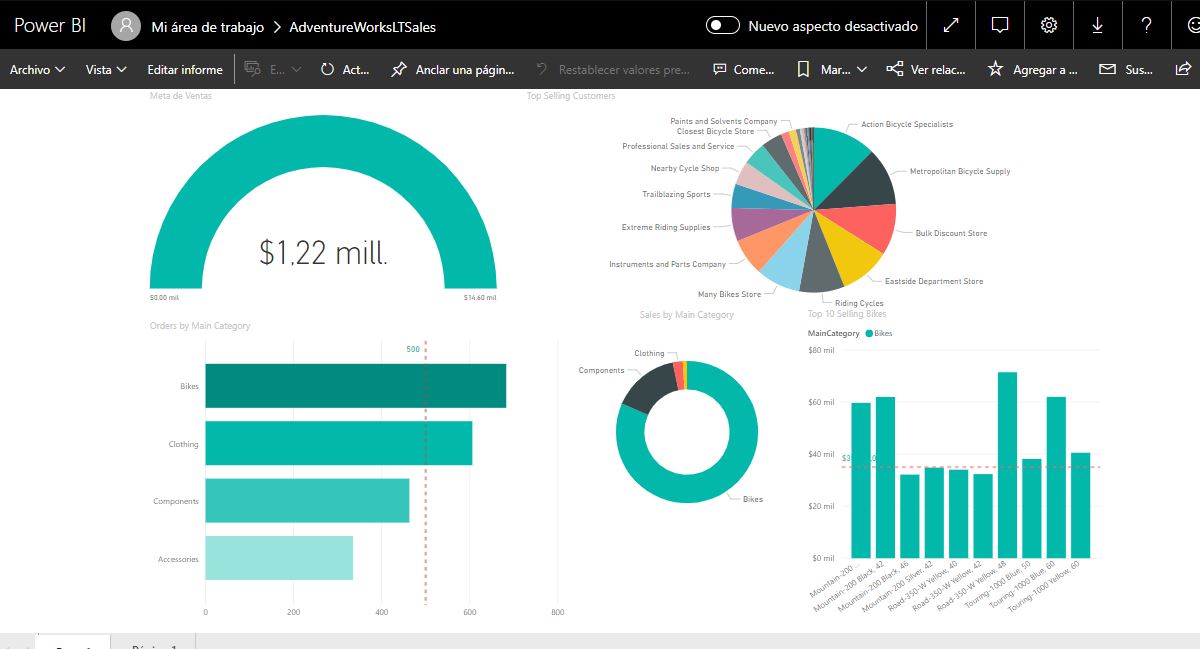 Power BI
Mi área de trabajo > AdventureWorksLTSales
Nuevo aspecto desactivado
?
Archivo
Vista
Editar informe
E...
Act...
Anclar una págin...
Restablecer valores pre...
Come...
Mar...
Ver relac...
Agregar a ...
Sus...
Meta de Ventas
$1,22 mill.
$0.00 mil
$14.60 mil
Top Selling Customers
Paints and Solvents Company
Closest Bicycle Store
Professional Sales and Service
Nearby Cycle Shop
Trailblazing Sports
Extreme Riding Supplies
Instruments and Parts Company
Many Bikes Store
Action Bicycle Specialists
Metropolitan Bicycle Supply
Bulk Discount Store
Eastside Department Store
Riding Cycles
Orders by Main Category
500
Bikes
Clothing
Components
Accessories
0
200
400
600
800
Sales by Main Category
Clothing
Components
Bikes
Top 10 Selling Bikes
MainCategory
Bikes
$80 mil
$60 mil
$40 mil
$20 mil
$0 mil
Mountain-200 ...
Mountain-200 Black, 42
Mountain-200 Black, 46
Mountain-200 Silver, 42
Road-350-W Yellow, 40
Road-350-W Yellow, 42
Road-350-W Yellow, 48
Touring-1000 Blue, 50
Touring-1000 Blue, 60
Touring-1000 Yellow, 60